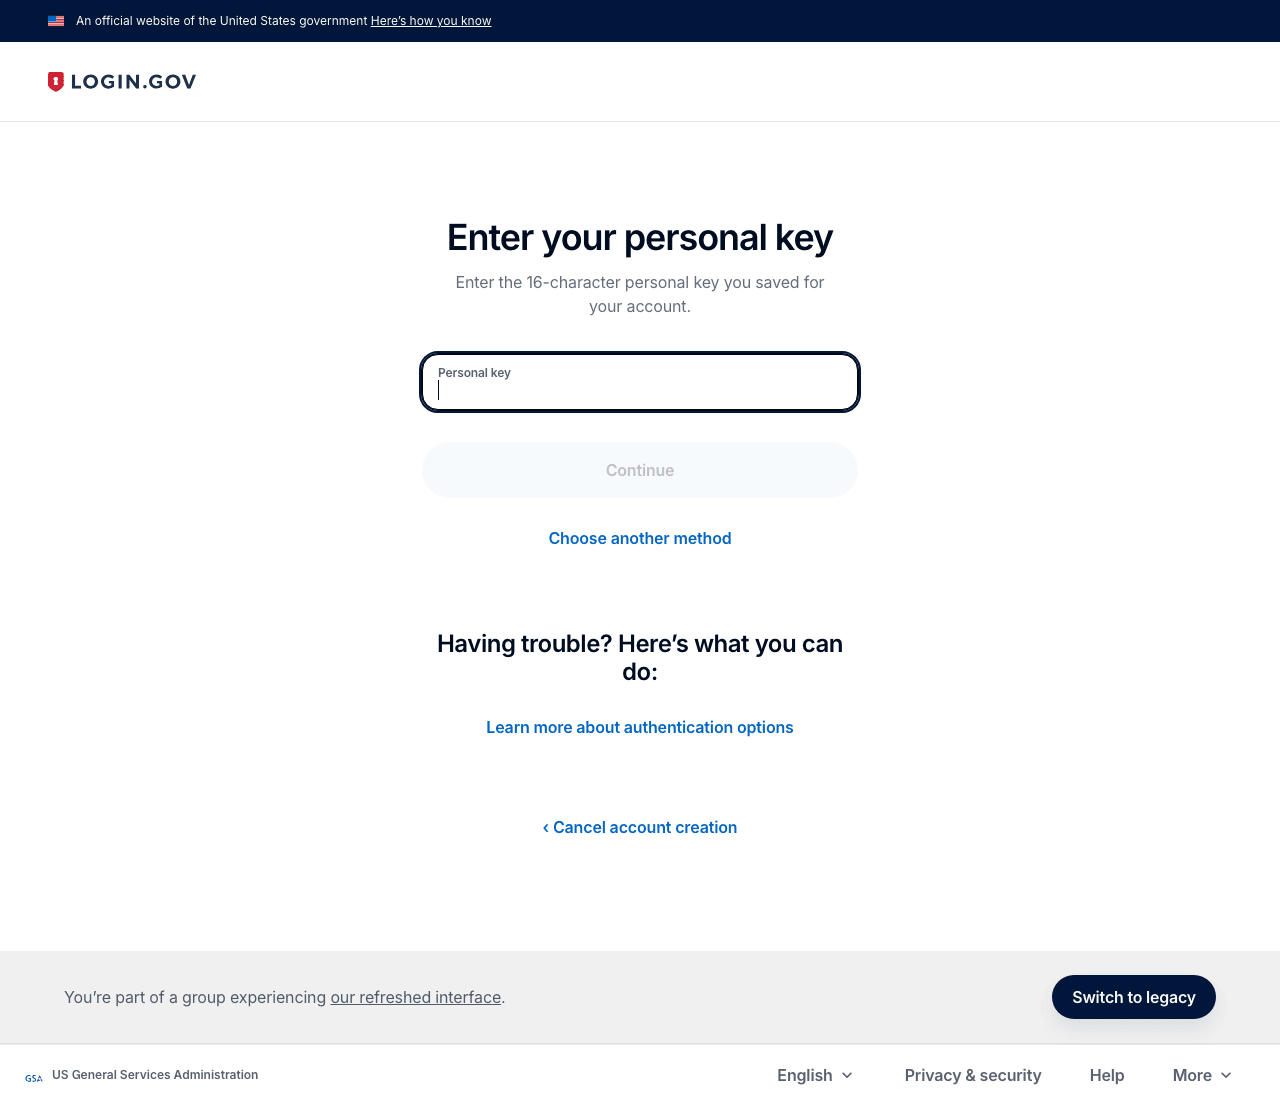 An official website of the United States government Here’s how you know
LOGIN.GOV
Enter your personal key
Enter the 16-character personal key you saved for
your account.
Personal key
Continue
Choose another method
Having trouble? Here’s what you can
do:
Learn more about authentication options
‹ Cancel account creation
You’re part of a group experiencing our refreshed interface.
Switch to legacy
GSA US General Services Administration
English
Privacy & security
Help
More